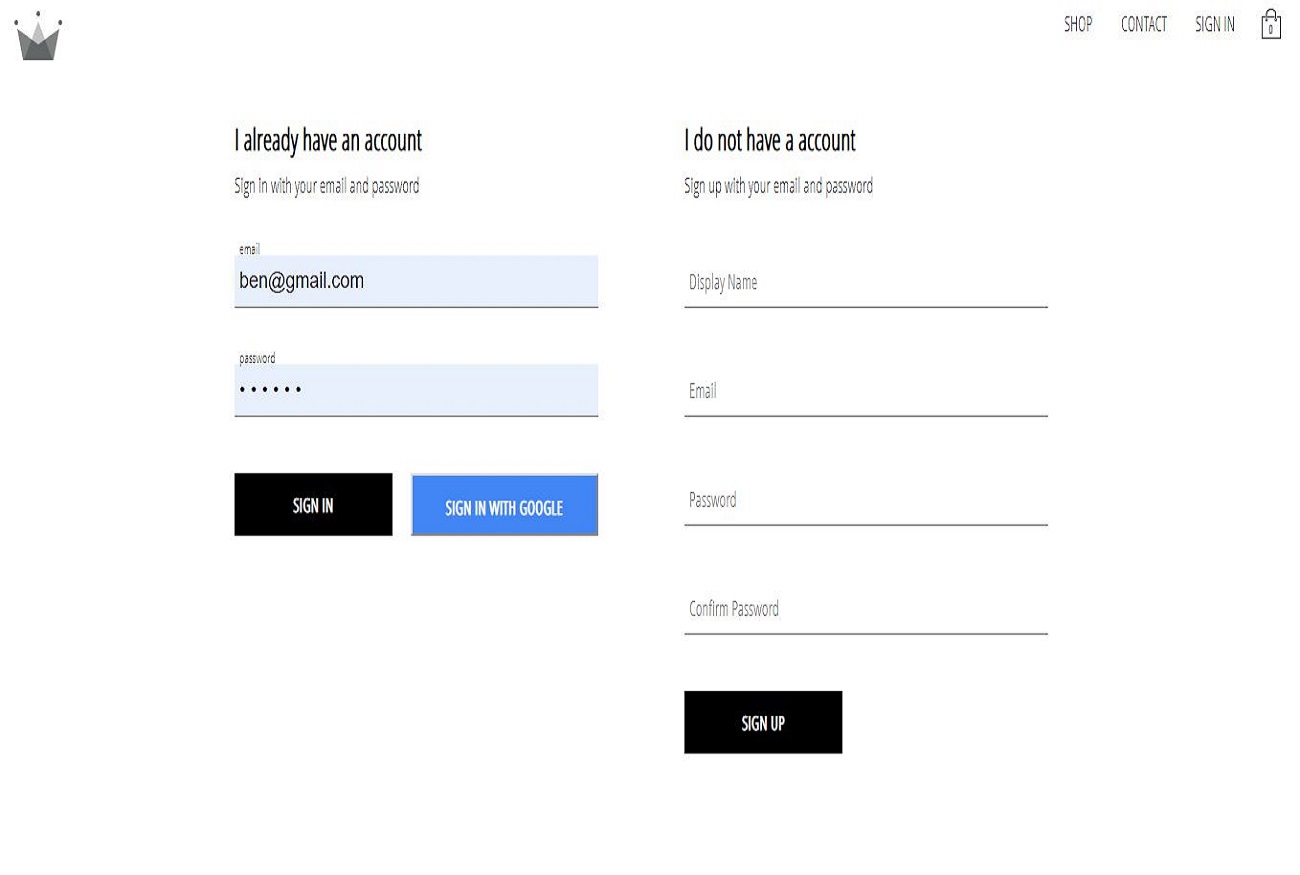 SHOP CONTACT SIGN IN 0
I already have an account
Sign in with your email and password
email
ben@gmail.com
password
••••••
SIGN IN SIGN IN WITH GOOGLE
I do not have a account
Sign up with your email and password
Display Name
Email
Password
Confirm Password
SIGN UP